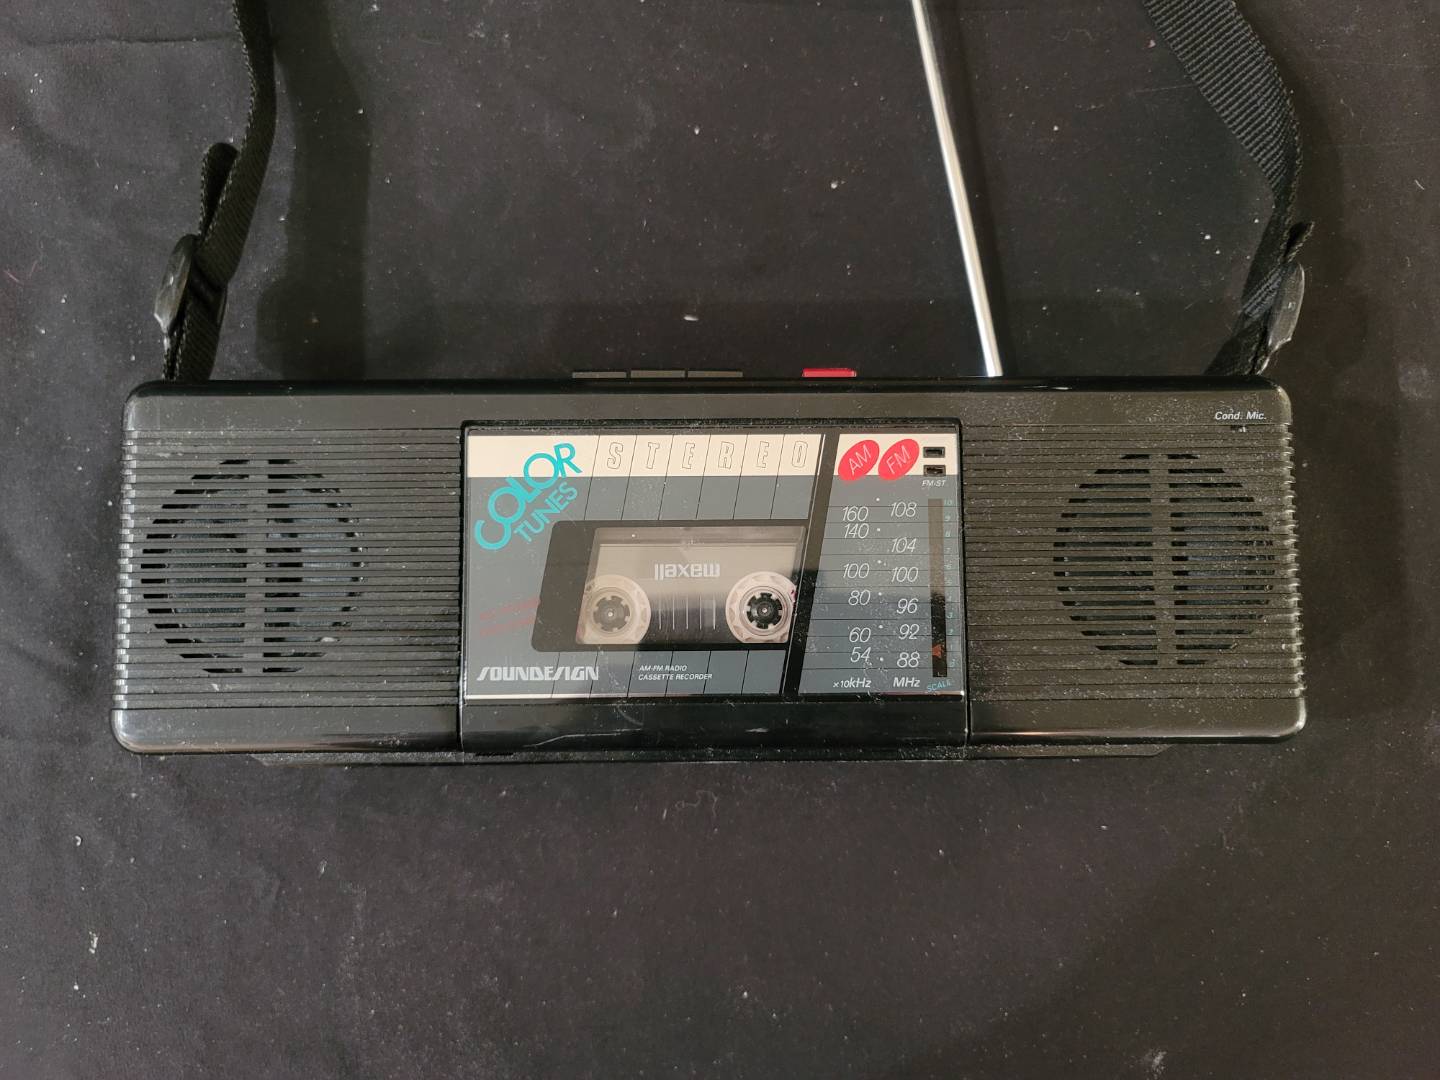 Cond. Mic.
COLOR
TUNES
STEREO
AM FM
FM/ST
160 108
140
104
100 100
80
96
60 92
54 88
x10kHz MHz
SCALE
maxell
SOUNDESIGN
AM-FM RADIO
CASSETTE RECORDER